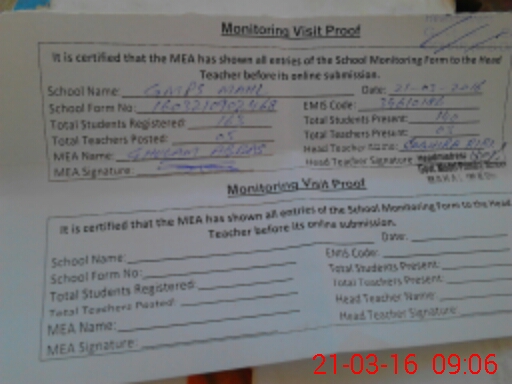 Monitoring Visit Proof
It is certified that the MEA has shown all entries of the School Monitoring Form to the Head
Teacher before its online submission.
School Name: GMPS MAHL Date: 21-03-2016
School Form No: EMIS Code:
Total Students Registered: 165 Total Students Present: 160
Total Teachers Posted: 05 Total Teachers Present: 05
MEA Name: GHULAM ABBAS Head Teacher Name:
MEA Signature: Head Teacher Signature
Monitoring Visit Proof
It is certified that the MEA has shown all entries of the School Monitoring Form to the Head
Teacher before its online submission.
School Name: Date:
School Form No: EMIS Code:
Total Students Registered: Total Students Present:
Total Teachers Posted: Total Teachers Present:
MEA Name: Head Teacher Name:
MEA Signature: Head Teacher Signature:
21-03-16 09:06